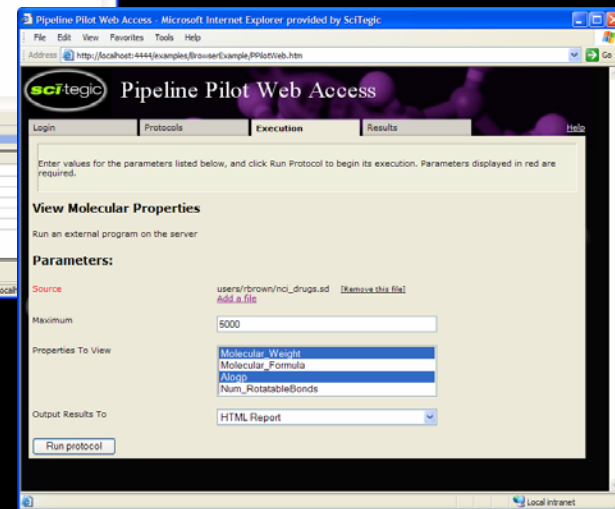 Pipeline Pilot Web Access - Microsoft Internet Explorer provided by SciTegic
File Edit View Favorites Tools Help
Address http://localhost:4444/examples/BrowserExample/PPilotWeb.htm Go
scitegic Pipeline Pilot Web Access
Login Protocols Execution Results Help
Enter values for the parameters listed below, and click Run Protocol to begin its execution. Parameters displayed in red are
required.
View Molecular Properties
Run an external program on the server
Parameters:
Source users/rbrown/nci_drugs.sd [Remove this file]
Add a file
Maximum 5000
Properties To View Molecular_Weight
Molecular_Formula
Alogp
Num_RotatableBonds
Output Results To HTML Report
Run protocol
Local intranet